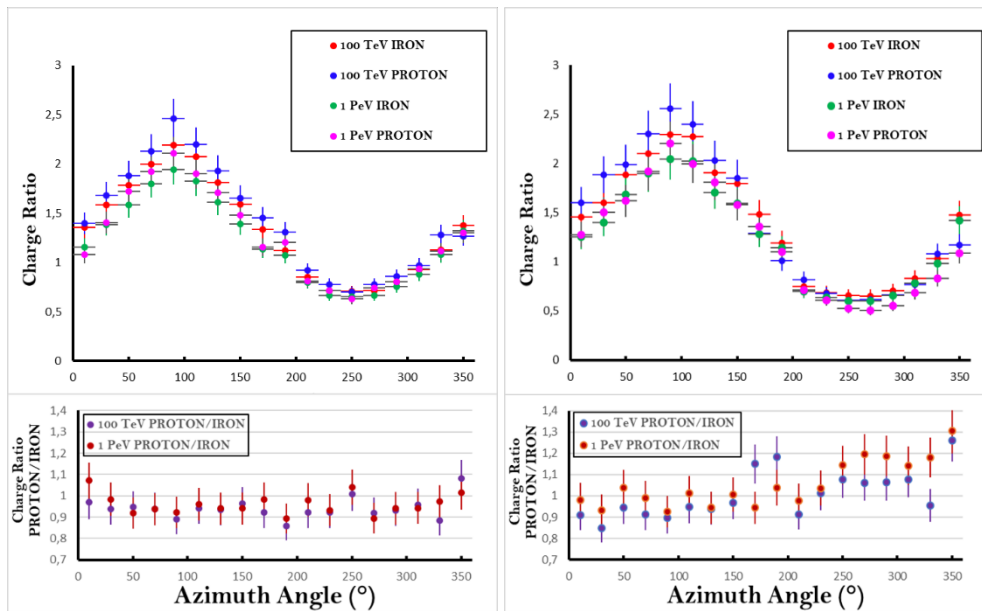 100 TeV IRON
100 TeV PROTON
1 PeV IRON
1 PeV PROTON
Charge Ratio
3
2,5
2
1,5
1
0,5
0
0 50 100 150 200 250 300 350
100 TeV PROTON/IRON
1 PeV PROTON/IRON
Charge Ratio
PROTON/IRON
1,4
1,3
1,2
1,1
1
0,9
0,8
0,7
0 50 100 150 200 250 300 350
Azimuth Angle (°)
100 TeV IRON
100 TeV PROTON
1 PeV IRON
1 PeV PROTON
Charge Ratio
3
2,5
2
1,5
1
0,5
0
0 50 100 150 200 250 300 350
100 TeV PROTON/IRON
1 PeV PROTON/IRON
Charge Ratio
PROTON/IRON
1,4
1,3
1,2
1,1
1
0,9
0,8
0,7
0 50 100 150 200 250 300 350
Azimuth Angle (°)